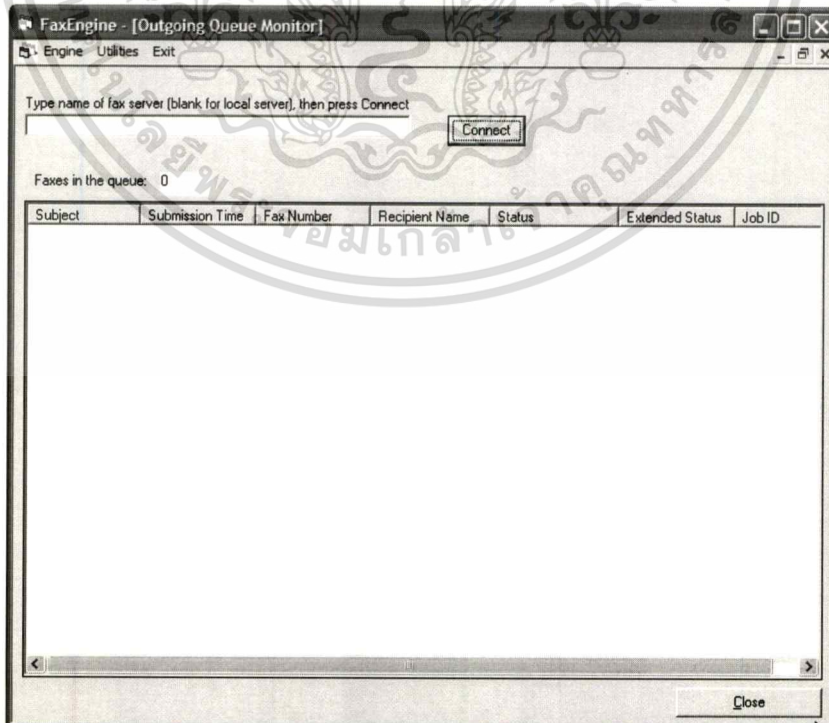 FaxEngine - [Outgoing Queue Monitor]
Engine Utilities Exit
Type name of fax server (blank for local server), then press Connect
Connect
Faxes in the queue: 0
Subject Submission Time Fax Number Recipient Name Status Extended Status Job ID
Close